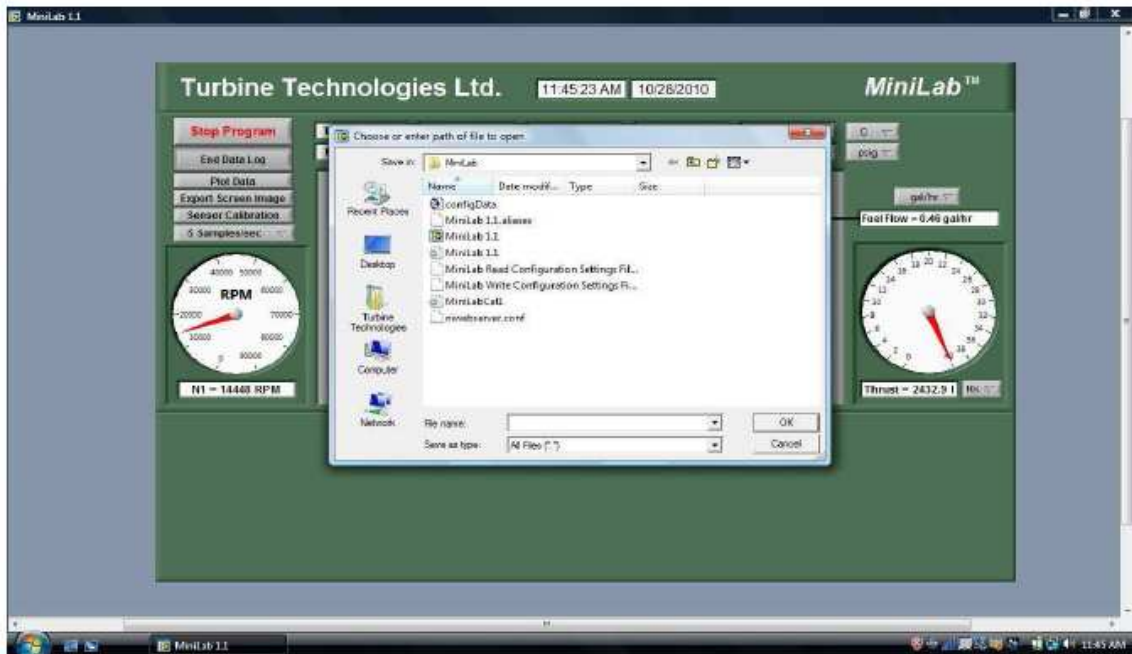 MiniLab 1.1
Turbine Technologies Ltd.
11:45:23 AM
10/28/2010
MiniLab™
Stop Program
End Data Log
Plot Data
Export Screen Image
Sensor Calibration
5 Samples/sec
Choose or enter path of file to open
Save in:
MiniLab
Name
Date modif...
Type
Size
Recent Places
Desktop
Turbine Technologies
Computer
Network
configData
MiniLab 1.1.aliases
MiniLab 1.1
MiniLab 1.1
MiniLab Read Configuration Settings Fil...
MiniLab Write Configuration Settings Fi...
MiniLabCal1
File name:
Save as type:
All Files (*.*)
OK
Cancel
psig
gal/hr
Fuel Flow = 0.46 gal/hr
RPM
N1 = 14448 RPM
Thrust = 2432.9
MiniLab 1.1
11:45 AM